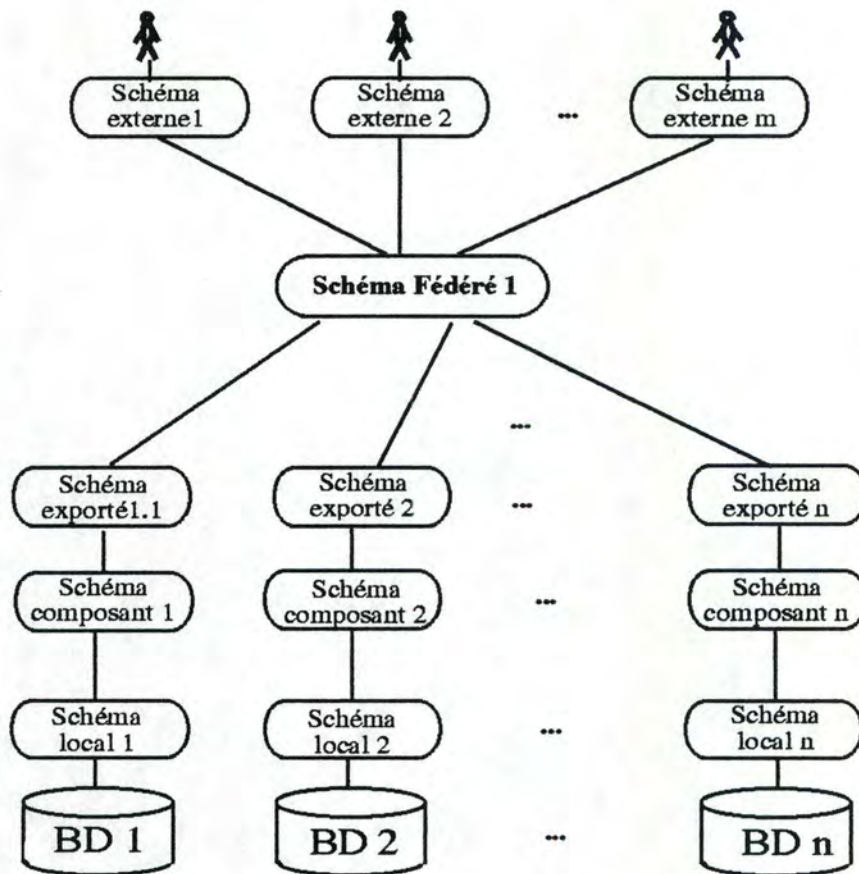 Schéma
externe1
Schéma
externe 2
...
Schéma
externe m
Schéma Fédéré 1
...
Schéma
exporté1.1
Schéma
exporté 2
...
Schéma
exporté n
Schéma
composant 1
Schéma
composant 2
...
Schéma
composant n
Schéma
local 1
Schéma
local 2
...
Schéma
local n
BD 1
BD 2
...
BD n